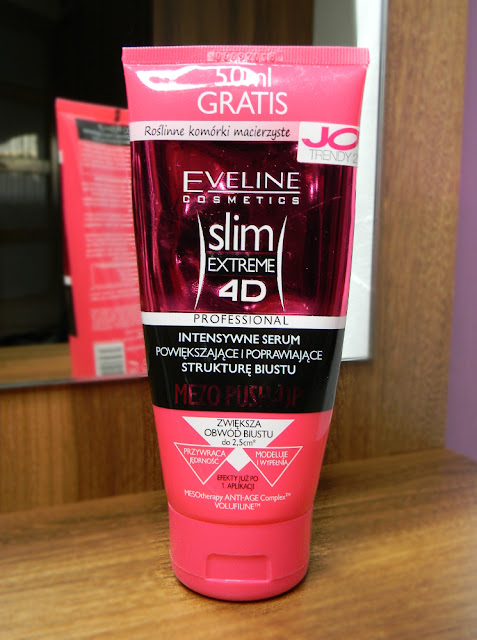 50ml
GRATIS
Roślinne komórki macierzyste
JO
TRENDY 2
EVELINE
COSMETICS
slim
EXTREME
4D
PROFESSIONAL
INTENSYWNE SERUM
POWIĘKSZAJĄCE I POPRAWIAJĄCE
STRUKTURĘ BIUSTU
MEZO PUSH-UP
ZWIĘKSZA
OBWÓD BIUSTU
do 2,5cm*
PRZYWRACA
JĘDRNOŚĆ
MODELUJE
I WYPEŁNIA
EFEKTY JUŻ PO
1. APLIKACJI
MESOtherapy ANTI-AGE Complex™
VOLUFILINE™